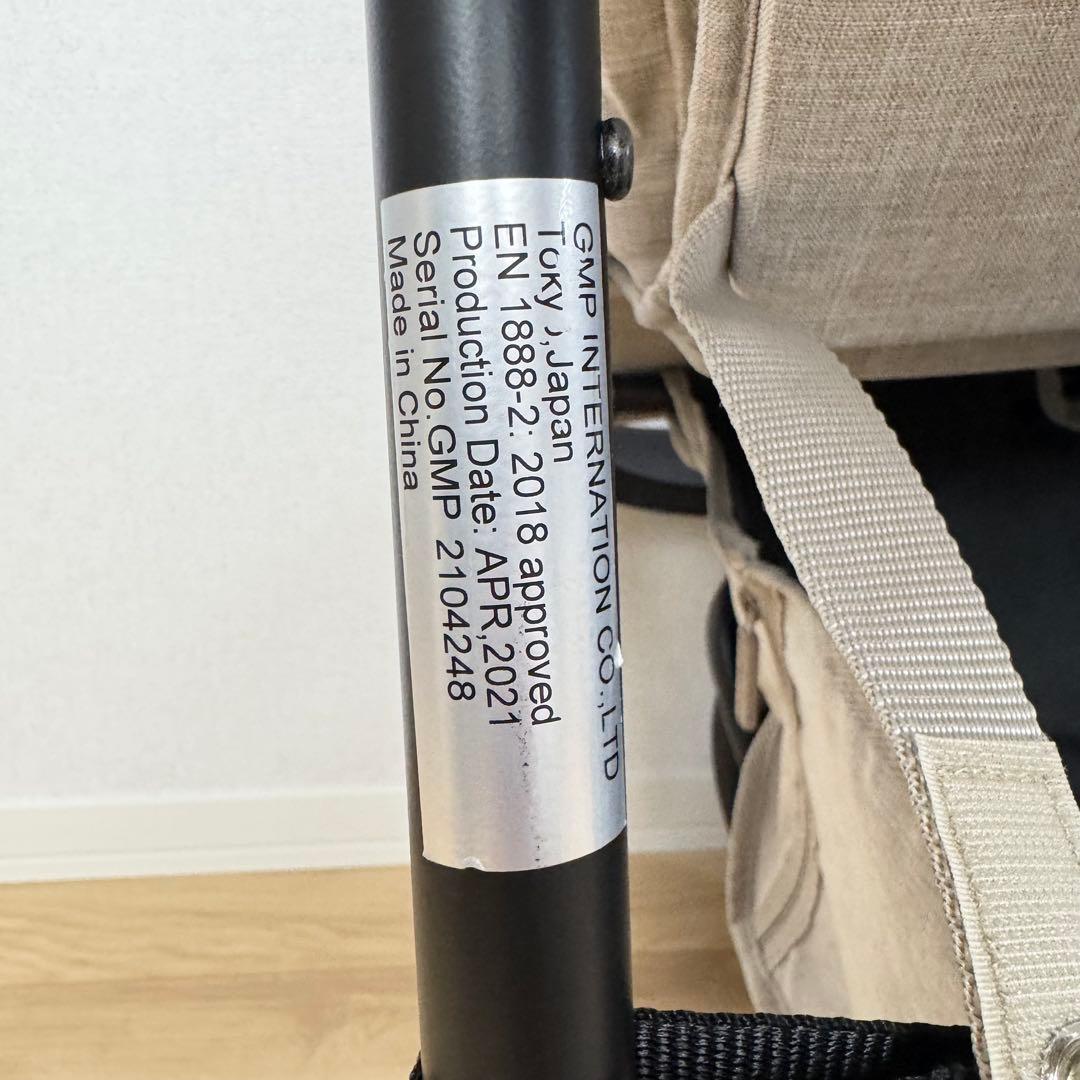 GMP INTERNATION CO.,LTD
Tokyo,Japan
EN 1888-2: 2018 approved
Production Date: APR,2021
Serial No.GMP 2104248
Made in China